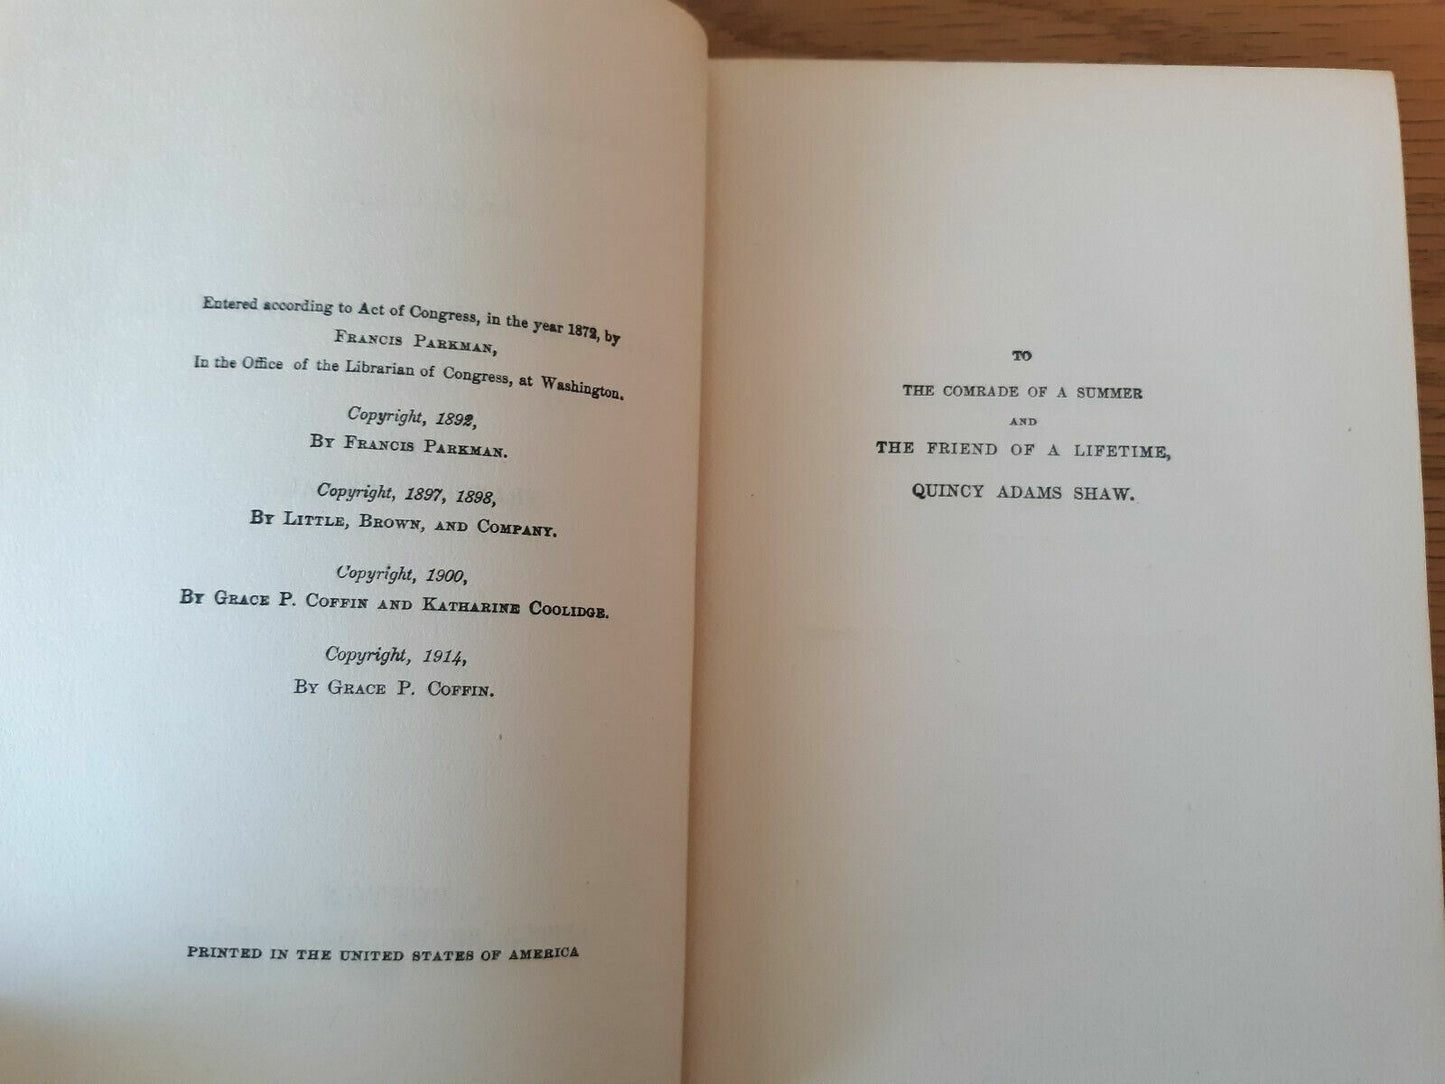 Entered according to Act of Congress, in the year 1872, by
FRANCIS PARKMAN,
In the Office of the Librarian of Congress, at Washington.
Copyright, 1892,
BY FRANCIS PARKMAN.
Copyright, 1897, 1898,
BY LITTLE, BROWN, AND COMPANY.
Copyright, 1900,
BY GRACE P. COFFIN AND KATHARINE COOLIDGE.
Copyright, 1914,
BY GRACE P. COFFIN.
PRINTED IN THE UNITED STATES OF AMERICA
TO
THE COMRADE OF A SUMMER
AND
THE FRIEND OF A LIFETIME,
QUINCY ADAMS SHAW.